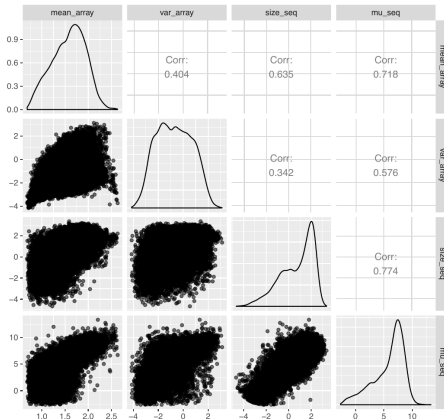 mean_array var_array size_seq mu_seq
0.9-
0.6-
0.3-
0.0-
Corr:
0.404
Corr:
0.635
Corr:
0.718
mean_array
2-
0-
-2-
-4-
Corr:
0.342
Corr:
0.576
var_array
2-
0-
-2-
-4-
Corr:
0.774
size_seq
10-
5-
0-
mu_seq
1.0 1.5 2.0 2.5 -4 -2 0 2 -4 -2 0 2 0 5 10